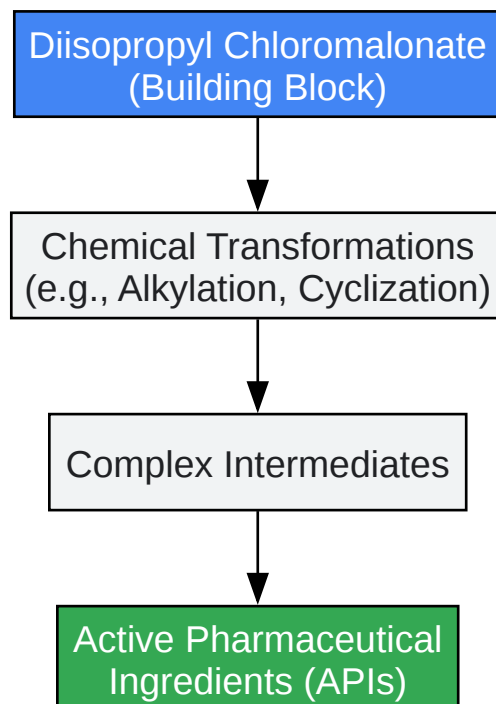 Diisopropyl Chloromalonate
(Building Block)
Chemical Transformations
(e.g., Alkylation, Cyclization)
Complex Intermediates
Active Pharmaceutical
Ingredients (APIs)